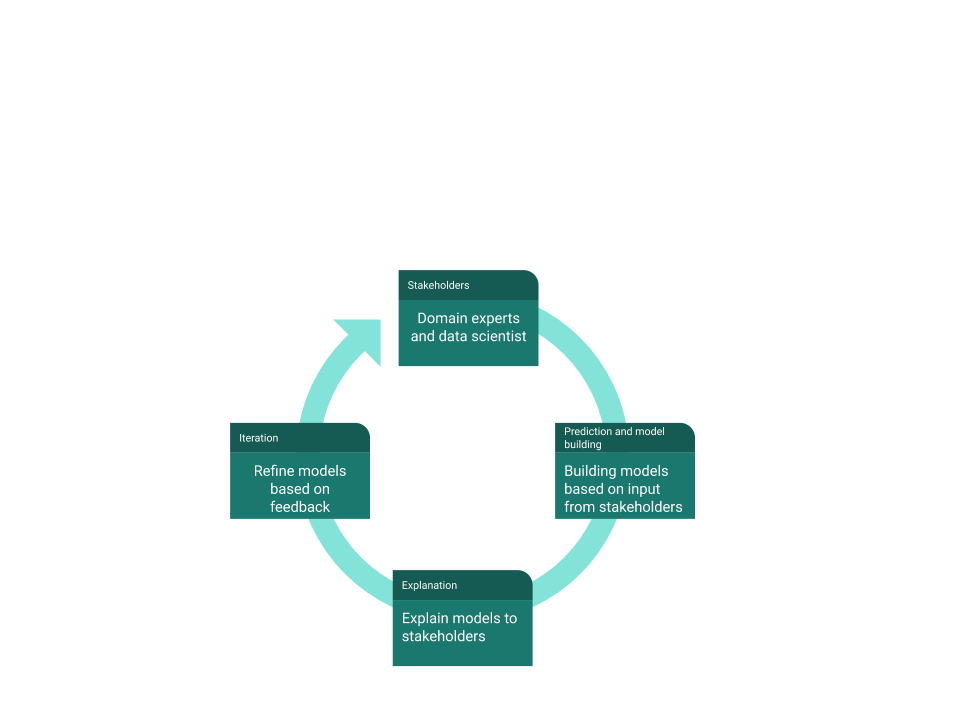 Stakeholders
Domain experts
and data scientist
Prediction and model
building
Building models
based on input
from stakeholders
Explanation
Explain models to
stakeholders
Iteration
Refine models
based on
feedback